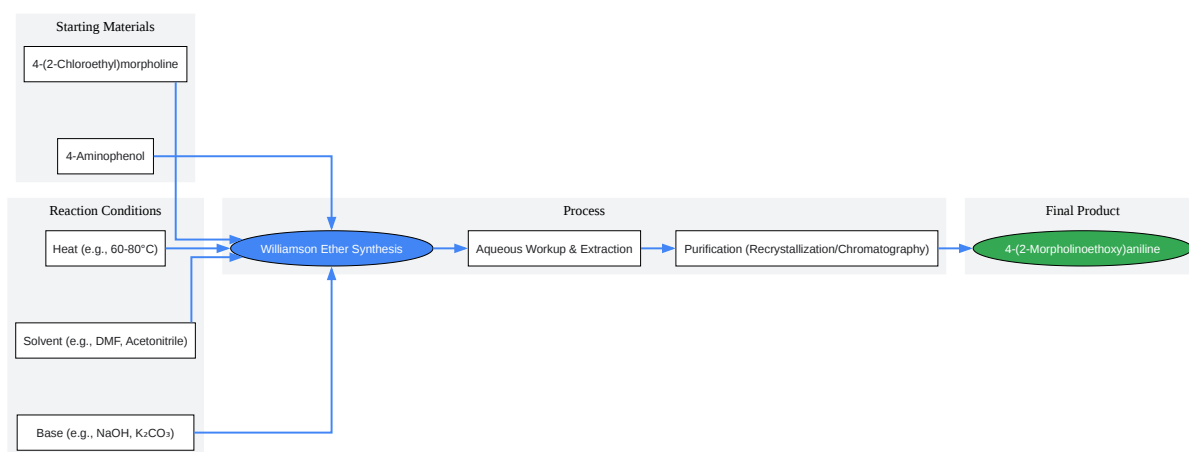 Starting Materials
4-(2-Chloroethyl)morpholine
4-Aminophenol
Reaction Conditions
Heat (e.g., 60-80°C)
Solvent (e.g., DMF, Acetonitrile)
Base (e.g., NaOH, K₂CO₃)
Process
Williamson Ether Synthesis
Aqueous Workup & Extraction
Purification (Recrystallization/Chromatography)
Final Product
4-(2-Morpholinoethoxy)aniline